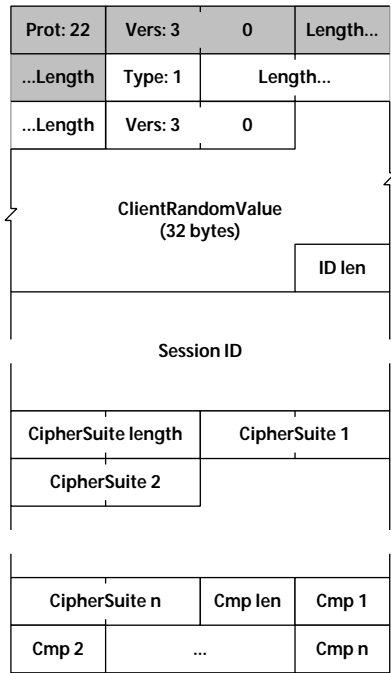 Prot: 22 Vers: 3 0 Length...
...Length Type: 1 Length...
...Length Vers: 3 0
ClientRandomValue
(32 bytes)
ID len
Session ID
CipherSuite length CipherSuite 1
CipherSuite 2
CipherSuite n Cmp len Cmp 1
Cmp 2 ... Cmp n